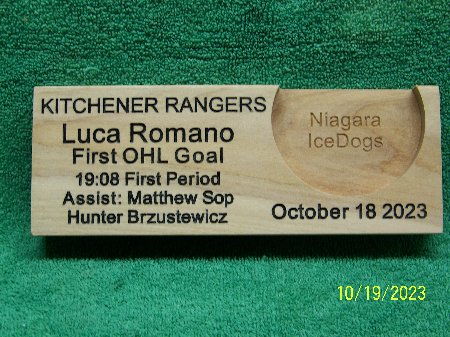 KITCHENER RANGERS
Luca Romano
First OHL Goal
19:08 First Period
Assist: Matthew Sop
Hunter Brzustewicz
Niagara
IceDogs
October 18 2023
10/19/2023